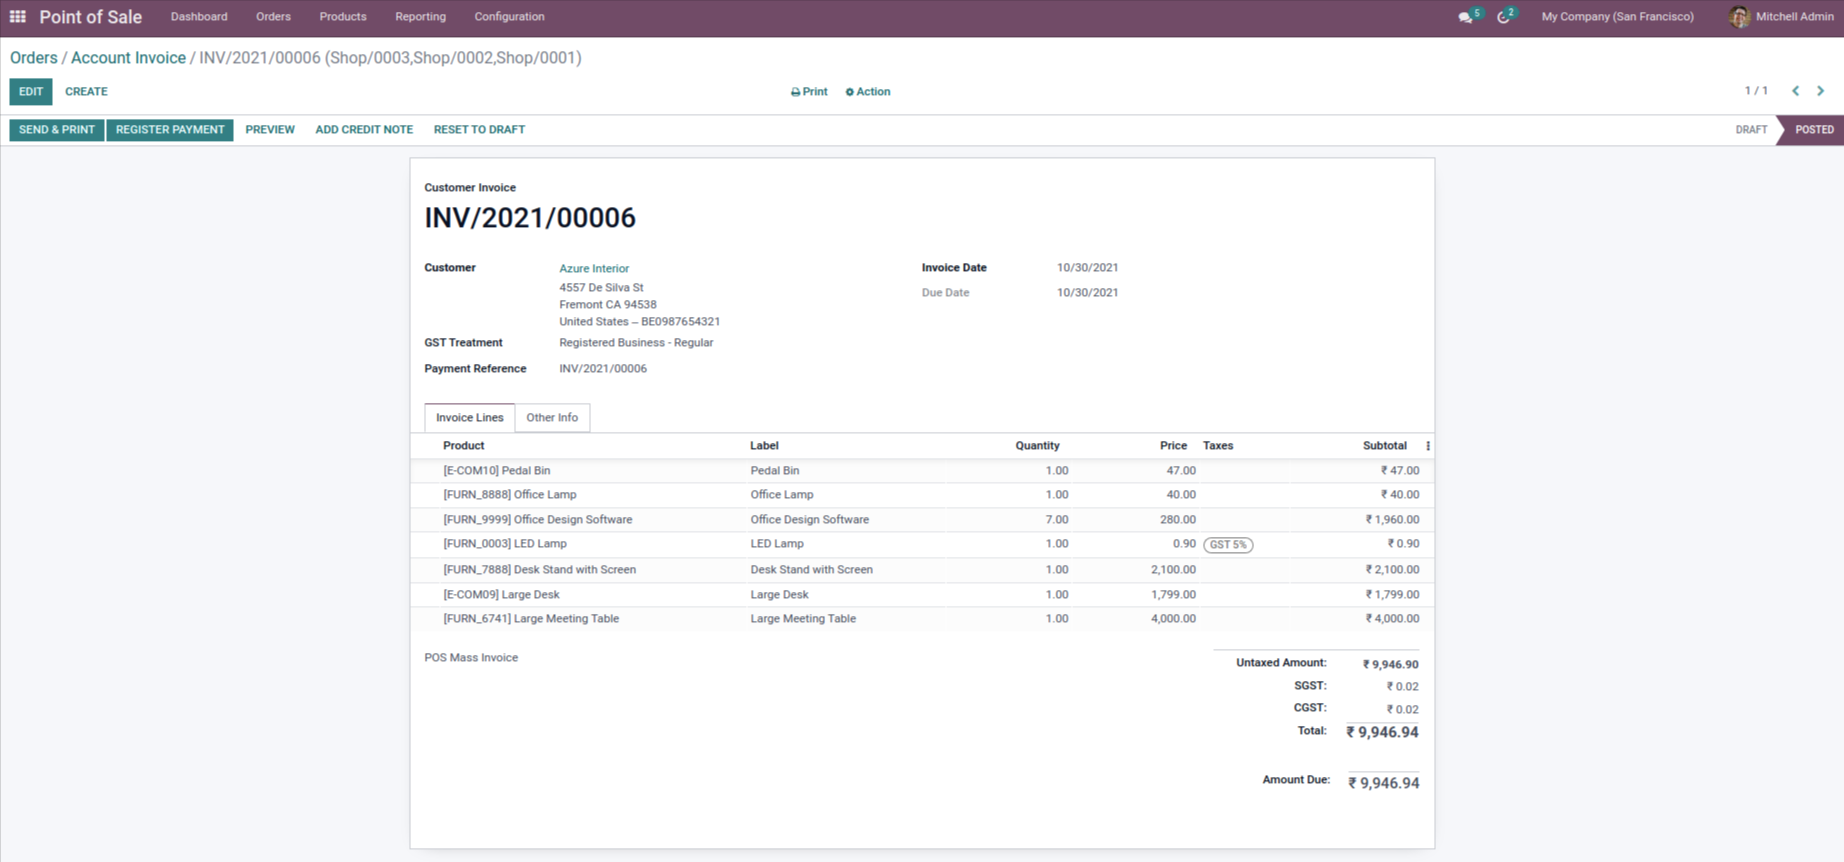 Point of Sale Dashboard Orders Products Reporting Configuration 5 2 My Company (San Francisco) Mitchell Admin
Orders / Account Invoice / INV/2021/00006 (Shop/0003,Shop/0002,Shop/0001)
EDIT CREATE Print Action 1 / 1
SEND & PRINT REGISTER PAYMENT PREVIEW ADD CREDIT NOTE RESET TO DRAFT DRAFT POSTED
Customer Invoice
INV/2021/00006
Customer Azure Interior Invoice Date 10/30/2021
4557 De Silva St
Due Date 10/30/2021
Fremont CA 94538
United States – BE0987654321
GST Treatment Registered Business - Regular
Payment Reference INV/2021/00006
Invoice Lines Other Info
Product Label Quantity Price Taxes Subtotal
[E-COM10] Pedal Bin Pedal Bin 1.00 47.00 ₹ 47.00
[FURN_8888] Office Lamp Office Lamp 1.00 40.00 ₹ 40.00
[FURN_9999] Office Design Software Office Design Software 7.00 280.00 ₹ 1,960.00
[FURN_0003] LED Lamp LED Lamp 1.00 0.90 GST 5% ₹ 0.90
[FURN_7888] Desk Stand with Screen Desk Stand with Screen 1.00 2,100.00 ₹ 2,100.00
[E-COM09] Large Desk Large Desk 1.00 1,799.00 ₹ 1,799.00
[FURN_6741] Large Meeting Table Large Meeting Table 1.00 4,000.00 ₹ 4,000.00
POS Mass Invoice
Untaxed Amount: ₹ 9,946.90
SGST: ₹ 0.02
CGST: ₹ 0.02
Total: ₹ 9,946.94
Amount Due: ₹ 9,946.94